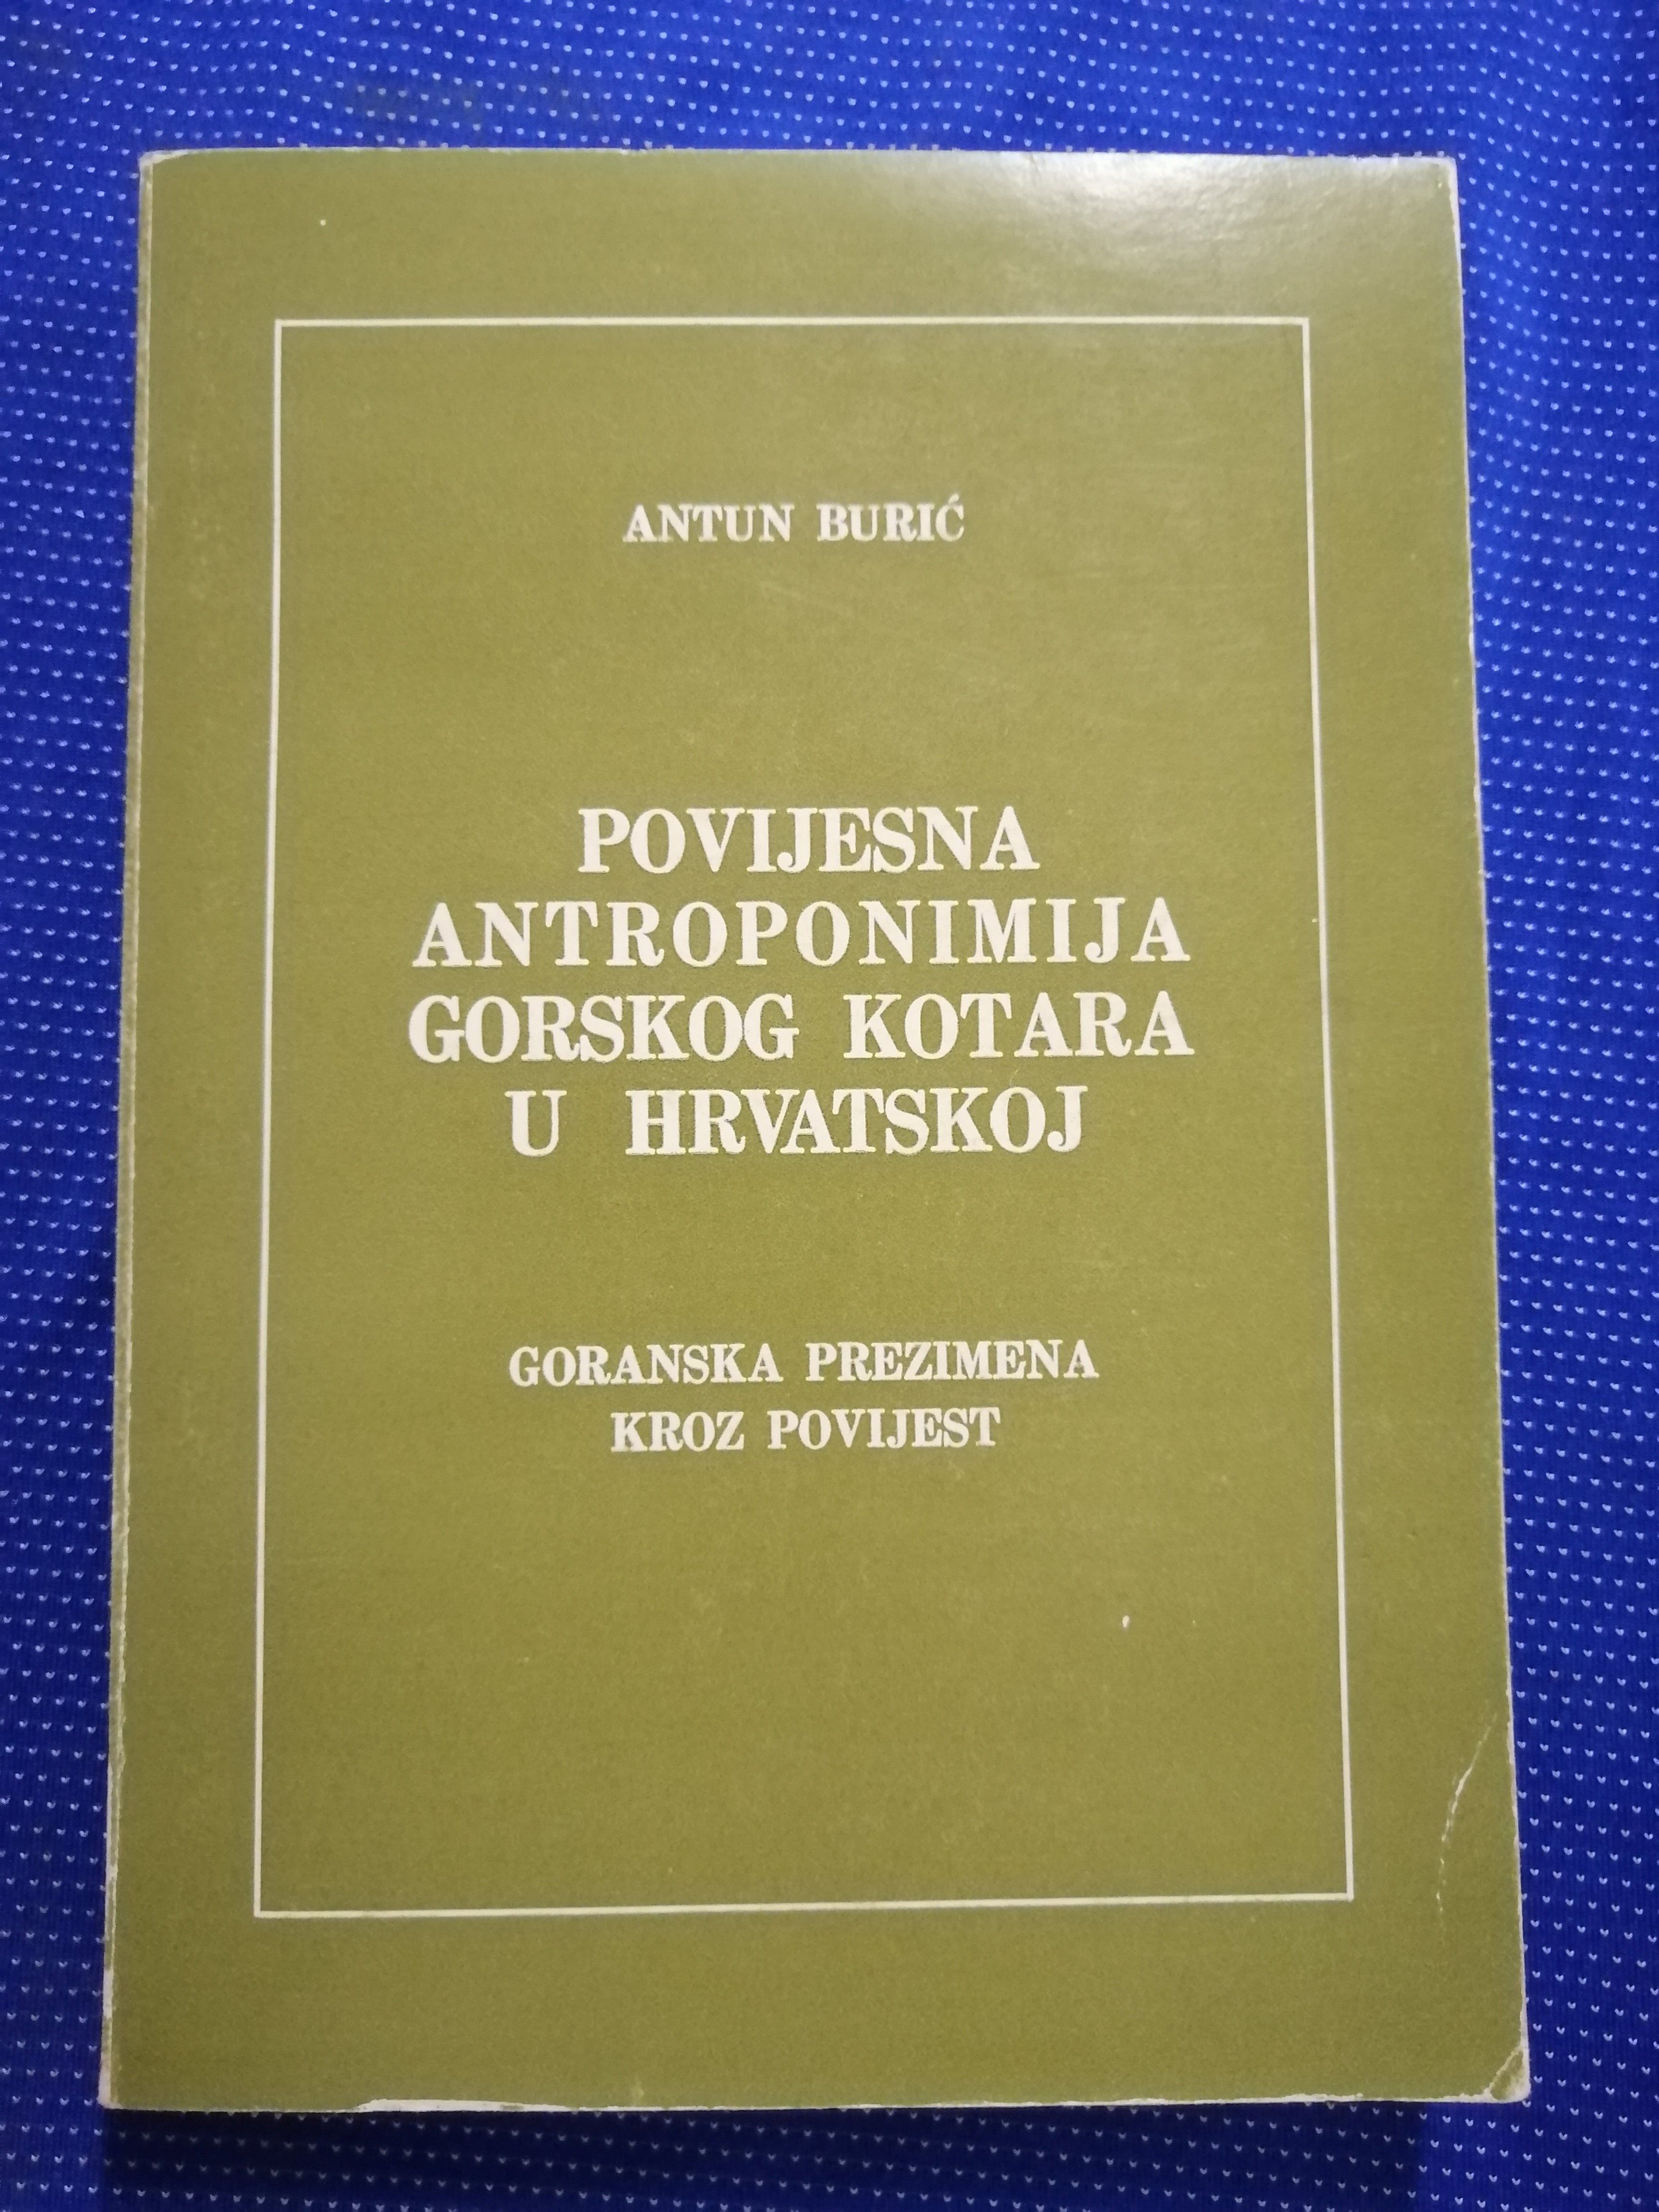 ANTUN BURIĆ
POVIJESNA
ANTROPONIMIJA
GORSKOG KOTARA
U HRVATSKOJ
GORANSKA PREZIMENA
KROZ POVIJEST